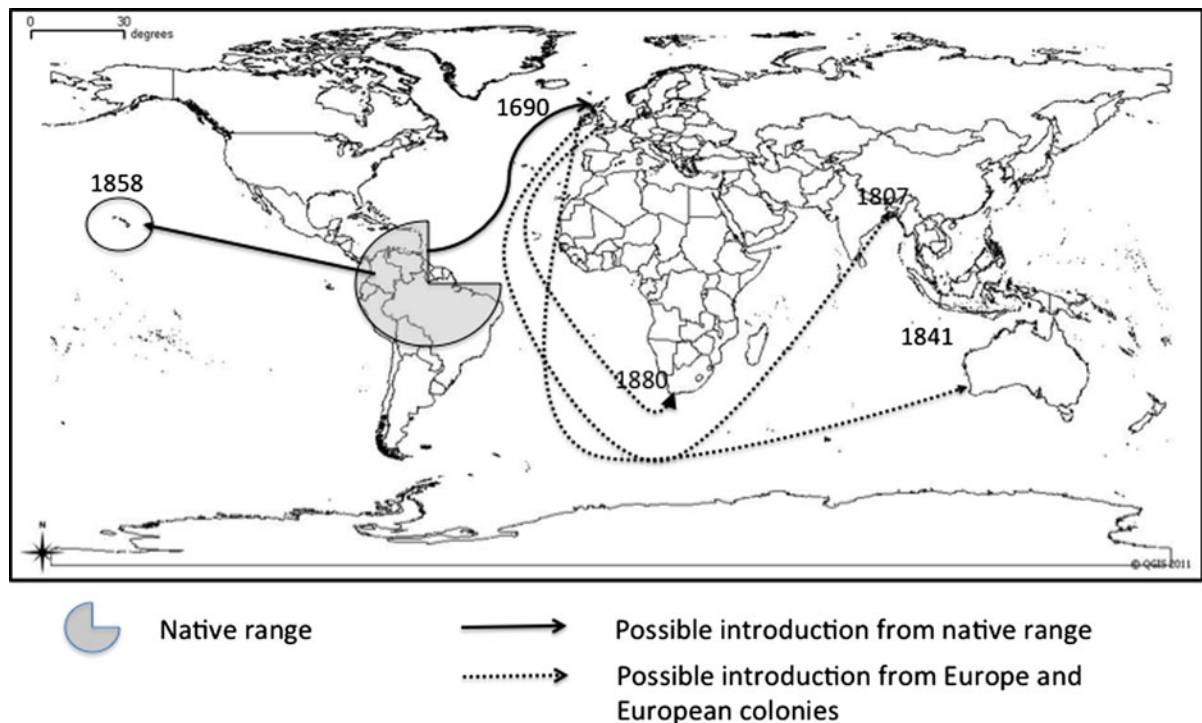 0 30
degrees
1690
1858
1807
1841
1880
N
© QGIS 2011
Native range
Possible introduction from native range
Possible introduction from Europe and
European colonies